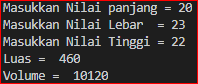 Masukkan Nilai panjang = 20
Masukkan Nilai Lebar  = 23
Masukkan Nilai Tinggi = 22
Luas =  460
Volume =  10120